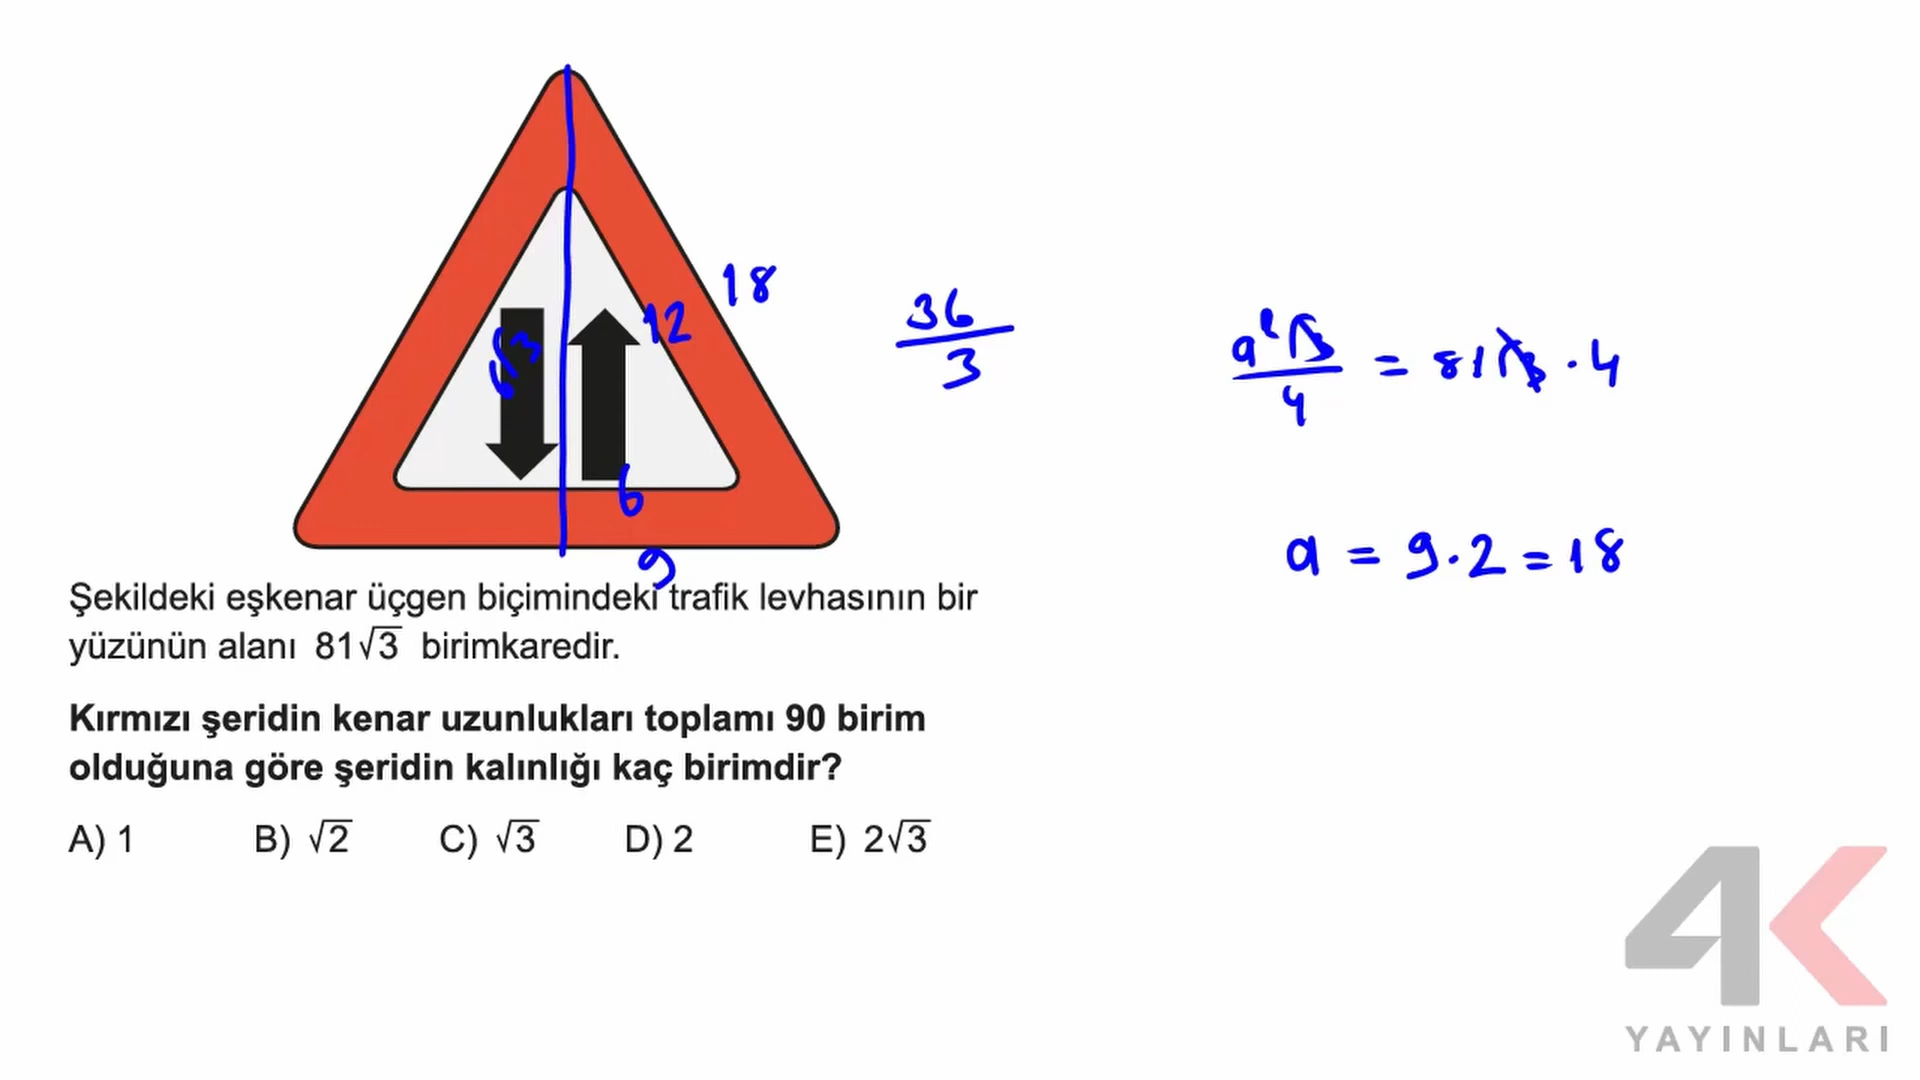 18
12
6√3
6
9
36
3
a²√3
4
= 81√3 · 4
a = 9·2 = 18
Şekildeki eşkenar üçgen biçimindeki trafik levhasının bir
yüzünün alanı 81√3 birimkaredir.
Kırmızı şeridin kenar uzunlukları toplamı 90 birim
olduğuna göre şeridin kalınlığı kaç birimdir?
A) 1 B) √2 C) √3 D) 2 E) 2√3
4K
YAYINLARI